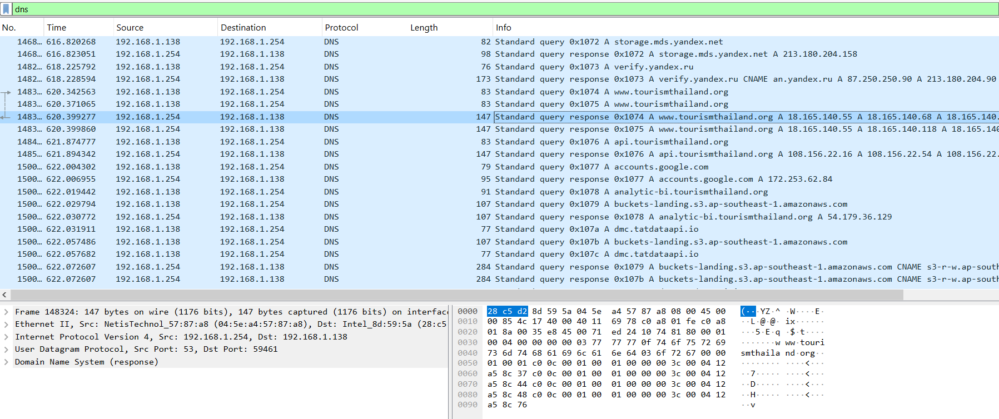 dns
No. Time Source Destination Protocol Length Info
1468… 616.820268 192.168.1.138 192.168.1.254 DNS 82 Standard query 0x1072 A storage.mds.yandex.net
1468… 616.823051 192.168.1.254 192.168.1.138 DNS 98 Standard query response 0x1072 A storage.mds.yandex.net A 213.180.204.158
1482… 618.225792 192.168.1.138 192.168.1.254 DNS 76 Standard query 0x1073 A verify.yandex.ru
1482… 618.228594 192.168.1.254 192.168.1.138 DNS 173 Standard query response 0x1073 A verify.yandex.ru CNAME an.yandex.ru A 87.250.250.90 A 213.180.204.90
1483… 620.342563 192.168.1.138 192.168.1.254 DNS 83 Standard query 0x1074 A www.tourismthailand.org
1483… 620.371065 192.168.1.138 192.168.1.254 DNS 83 Standard query 0x1075 A www.tourismthailand.org
1483… 620.399277 192.168.1.254 192.168.1.138 DNS 147 Standard query response 0x1074 A www.tourismthailand.org A 18.165.140.55 A 18.165.140.68 A 18.165.140.
1483… 620.399860 192.168.1.254 192.168.1.138 DNS 147 Standard query response 0x1075 A www.tourismthailand.org A 18.165.140.55 A 18.165.140.118 A 18.165.140
1484… 621.874777 192.168.1.138 192.168.1.254 DNS 83 Standard query 0x1076 A api.tourismthailand.org
1485… 621.894342 192.168.1.254 192.168.1.138 DNS 147 Standard query response 0x1076 A api.tourismthailand.org A 108.156.22.16 A 108.156.22.54 A 108.156.22.
1500… 622.004302 192.168.1.138 192.168.1.254 DNS 79 Standard query 0x1077 A accounts.google.com
1500… 622.006955 192.168.1.254 192.168.1.138 DNS 95 Standard query response 0x1077 A accounts.google.com A 172.253.62.84
1500… 622.019442 192.168.1.138 192.168.1.254 DNS 91 Standard query 0x1078 A analytic-bi.tourismthailand.org
1500… 622.029794 192.168.1.138 192.168.1.254 DNS 107 Standard query 0x1079 A buckets-landing.s3.ap-southeast-1.amazonaws.com
1500… 622.030772 192.168.1.254 192.168.1.138 DNS 107 Standard query response 0x1078 A analytic-bi.tourismthailand.org A 54.179.36.129
1500… 622.031911 192.168.1.138 192.168.1.254 DNS 77 Standard query 0x107a A dmc.tatdataapi.io
1500… 622.057486 192.168.1.138 192.168.1.254 DNS 107 Standard query 0x107b A buckets-landing.s3.ap-southeast-1.amazonaws.com
1500… 622.057682 192.168.1.138 192.168.1.254 DNS 77 Standard query 0x107c A dmc.tatdataapi.io
1500… 622.072607 192.168.1.254 192.168.1.138 DNS 284 Standard query response 0x1079 A buckets-landing.s3.ap-southeast-1.amazonaws.com CNAME s3-r-w.ap-south
1500… 622.072607 192.168.1.254 192.168.1.138 DNS 284 Standard query response 0x107b A buckets-landing.s3.ap-southeast-1.amazonaws.com CNAME s3-r-w.ap-south
Frame 148324: 147 bytes on wire (1176 bits), 147 bytes captured (1176 bits) on interfac
Ethernet II, Src: NetisTechnol_57:87:a8 (04:5e:a4:57:87:a8), Dst: Intel_8d:59:5a (28:c5
Internet Protocol Version 4, Src: 192.168.1.254, Dst: 192.168.1.138
User Datagram Protocol, Src Port: 53, Dst Port: 59461
Domain Name System (response)
0000 28 c5 d2 8d 59 5a 04 5e a4 57 87 a8 08 00 45 00 (···YZ·^ ·W····E·
0010 00 85 4c 17 40 00 40 11 69 78 c0 a8 01 fe c0 a8 ··L·@·@· ix······
0020 01 8a 00 35 e8 45 00 71 ed 24 10 74 81 80 00 01 ···5·E·q ·$·t····
0030 00 04 00 00 00 00 03 77 77 77 0f 74 6f 75 72 69 ·······w ww·touri
0040 73 6d 74 68 61 69 6c 61 6e 64 03 6f 72 67 00 00 smthaila nd·org··
0050 01 00 01 c0 0c 00 01 00 01 00 00 00 3c 00 04 12 ········ ····<···
0060 a5 8c 37 c0 0c 00 01 00 01 00 00 00 3c 00 04 12 ··7····· ····<···
0070 a5 8c 44 c0 0c 00 01 00 01 00 00 00 3c 00 04 12 ··D····· ····<···
0080 a5 8c 48 c0 0c 00 01 00 01 00 00 00 3c 00 04 12 ··H····· ····<···
0090 a5 8c 76 ··v